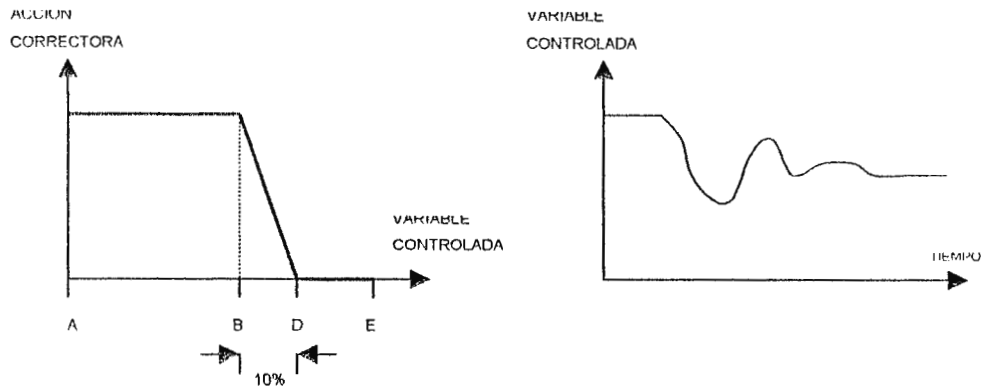 ACCION
CORRECTORA
VARIABLE
CONTROLADA
A
B
D
E
10%
VARIABLE
CONTROLADA
TIEMPO